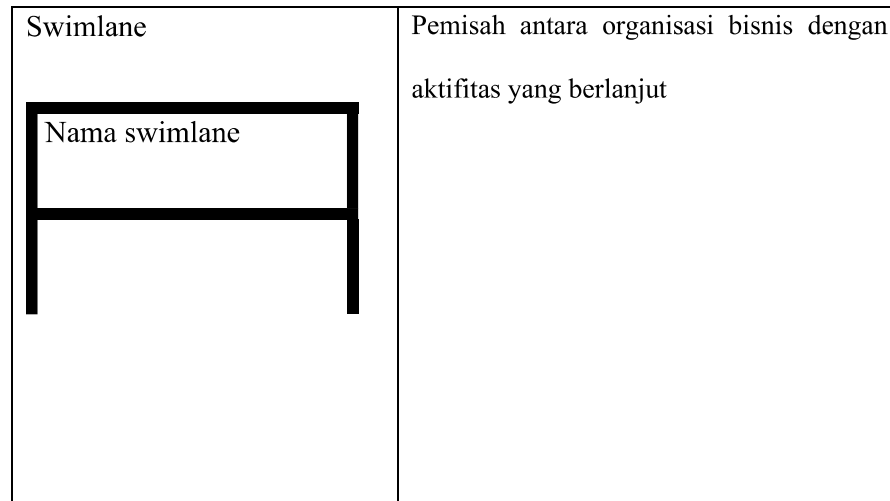 Swimlane
Nama swimlane
Pemisah antara organisasi bisnis dengan
aktifitas yang berlanjut